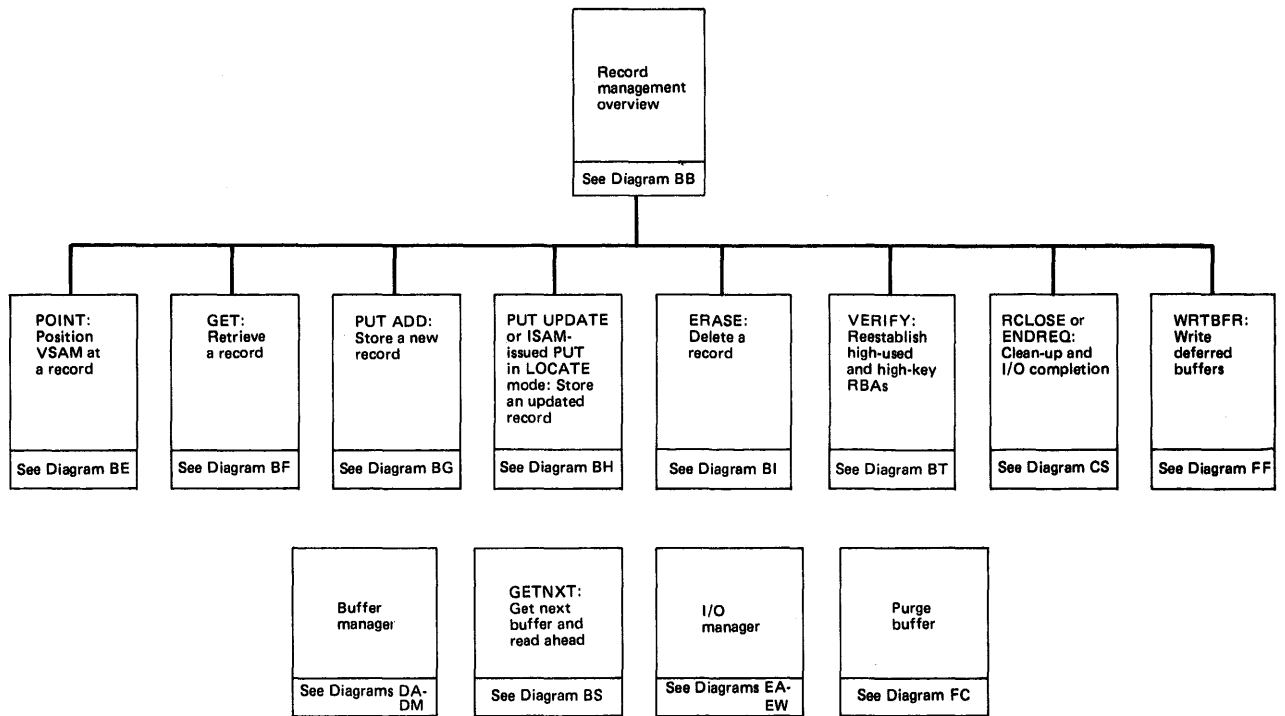 Record
management
overview
See Diagram BB
POINT:
Position
VSAM at
a record
See Diagram BE
GET:
Retrieve
a record
See Diagram BF
PUT ADD:
Store a new
record
See Diagram BG
PUT UPDATE
or ISAM-
issued PUT
in LOCATE
mode: Store
an updated
record
See Diagram BH
ERASE:
Delete a
record
See Diagram BI
VERIFY:
Reestablish
high-used
and high-key
RBAs
See Diagram BT
RCLOSE or
ENDREQ:
Clean-up and
I/O completion
See Diagram CS
WRTBFR:
Write
deferred
buffers
See Diagram FF
Buffer
manager
See Diagrams DA-
DM
GETNXT:
Get next
buffer and
read ahead
See Diagram BS
I/O
manager
See Diagrams EA-
EW
Purge
buffer
See Diagram FC